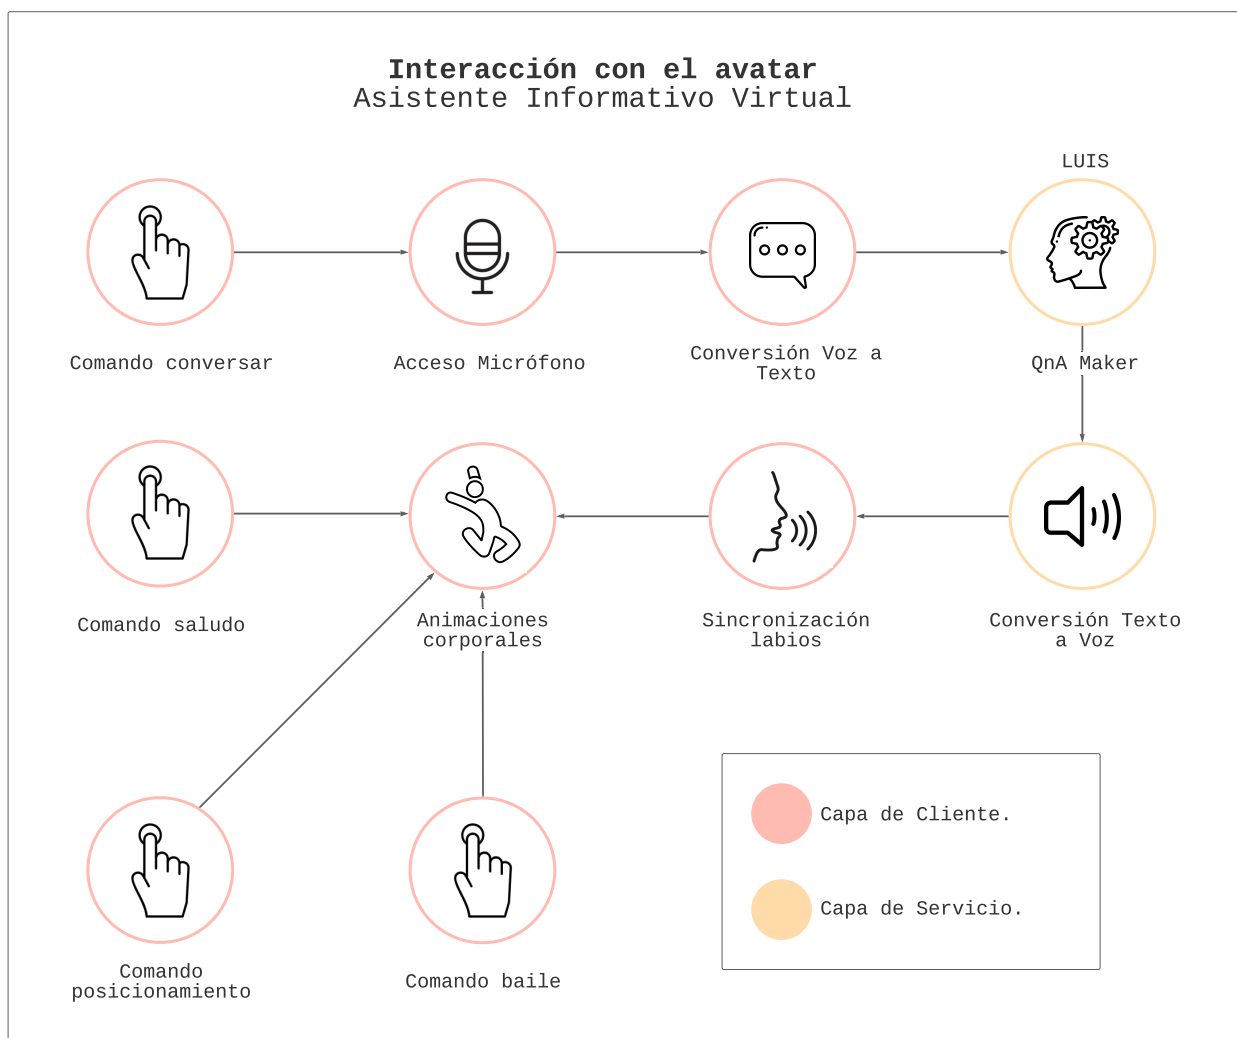 Interacción con el avatar
Asistente Informativo Virtual
LUIS
Comando conversar
Acceso Micrófono
Conversión Voz a
Texto
QnA Maker
Comando saludo
Animaciones
corporales
Sincronización
labios
Conversión Texto
a Voz
Capa de Cliente.
Capa de Servicio.
Comando
posicionamiento
Comando baile